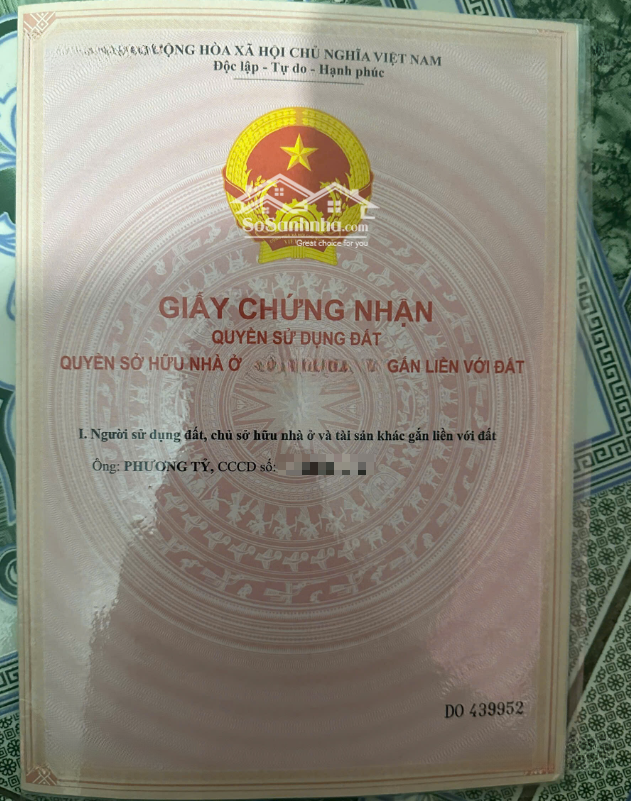 CỘNG HÒA XÃ HỘI CHỦ NGHĨA VIỆT NAM
Độc lập - Tự do - Hạnh phúc
SoSanhnha.com
Great choice for you
GIẤY CHỨNG NHẬN
QUYỀN SỬ DỤNG ĐẤT
QUYỀN SỞ HỮU NHÀ Ở GẮN LIỀN VỚI ĐẤT
I. Người sử dụng đất, chủ sở hữu nhà ở và tài sản khác gắn liền với đất
Ông: PHƯƠNG TỶ, CCCD số:
DO 439952